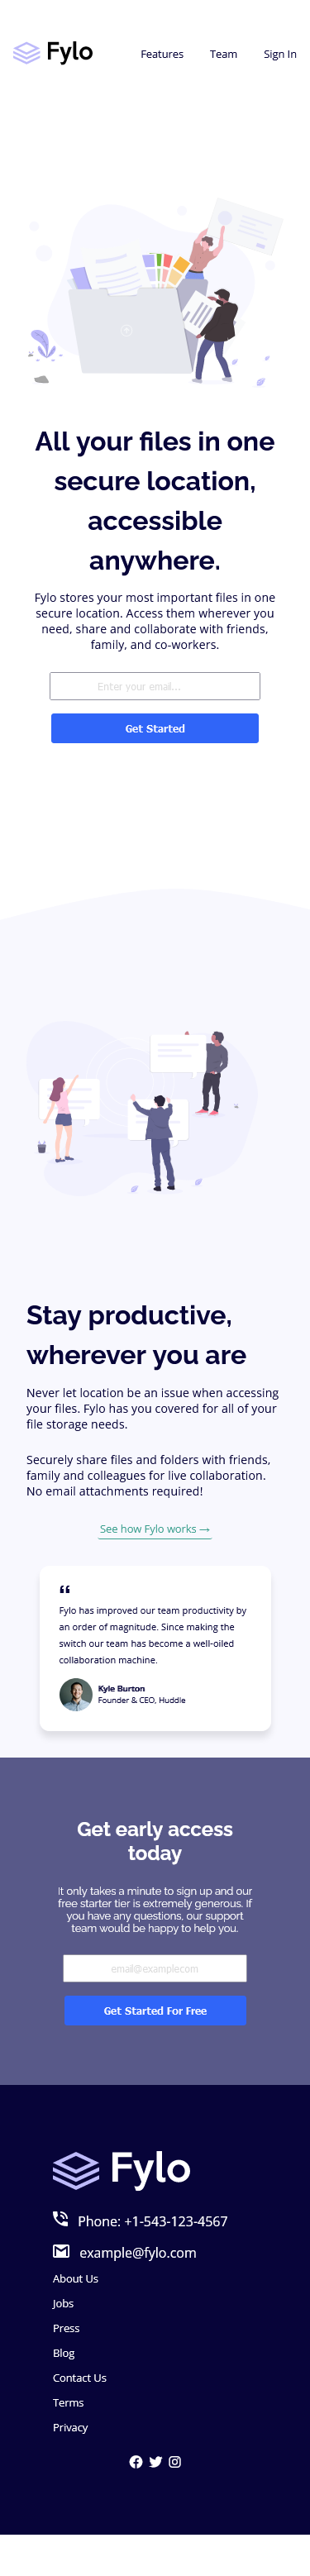 Fylo
Features
Team
Sign In
All your files in one
secure location,
accessible
anywhere.
Fylo stores your most important files in one
secure location. Access them wherever you
need, share and collaborate with friends,
family, and co-workers.
Enter your email...
Get Started
Stay productive,
wherever you are
Never let location be an issue when accessing
your files. Fylo has you covered for all of your
file storage needs.
Securely share files and folders with friends,
family and colleagues for live collaboration.
No email attachments required!
See how Fylo works →
“
Fylo has improved our team productivity by
an order of magnitude. Since making the
switch our team has become a well-oiled
collaboration machine.
Kyle Burton
Founder & CEO, Huddle
Get early access
today
It only takes a minute to sign up and our
free starter tier is extremely generous. If
you have any questions, our support
team would be happy to help you.
email@examplecom
Get Started For Free
Fylo
Phone: +1-543-123-4567
example@fylo.com
About Us
Jobs
Press
Blog
Contact Us
Terms
Privacy